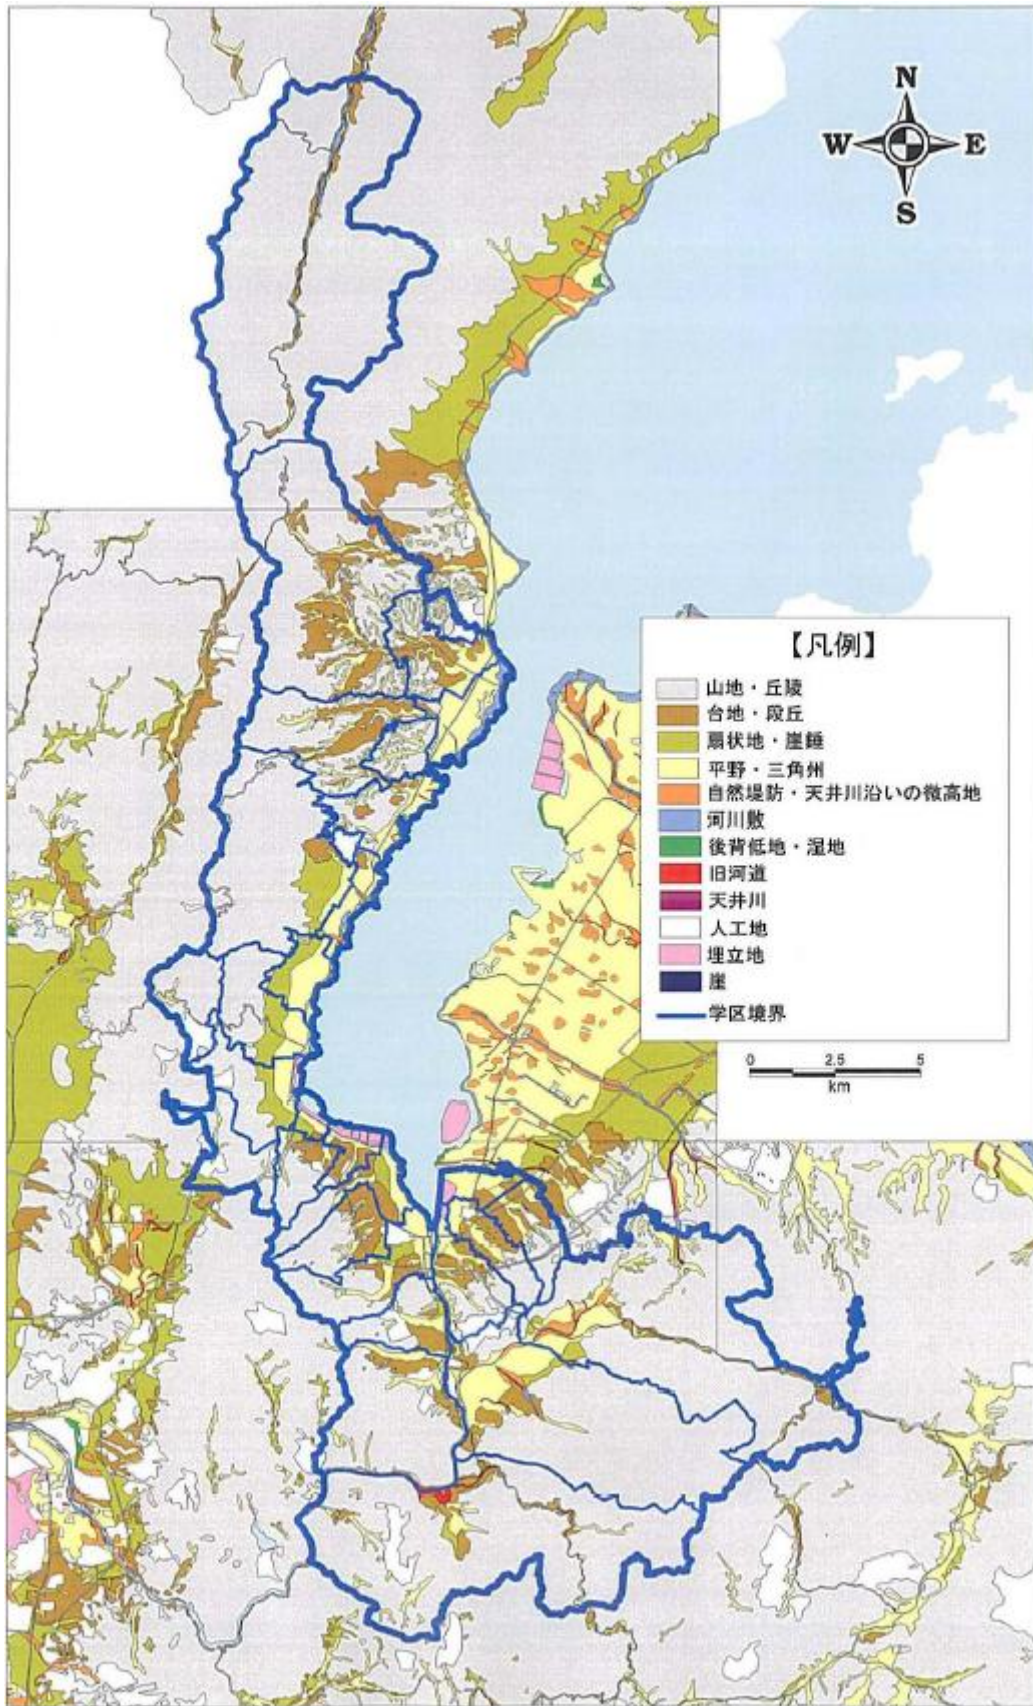 N
W E
S
【凡例】
山地・丘陵
台地・段丘
扇状地・崖錘
平野・三角州
自然堤防・天井川沿いの微高地
河川敷
後背低地・湿地
旧河道
天井川
人工地
埋立地
崖
学区境界
0 2.5 5
km